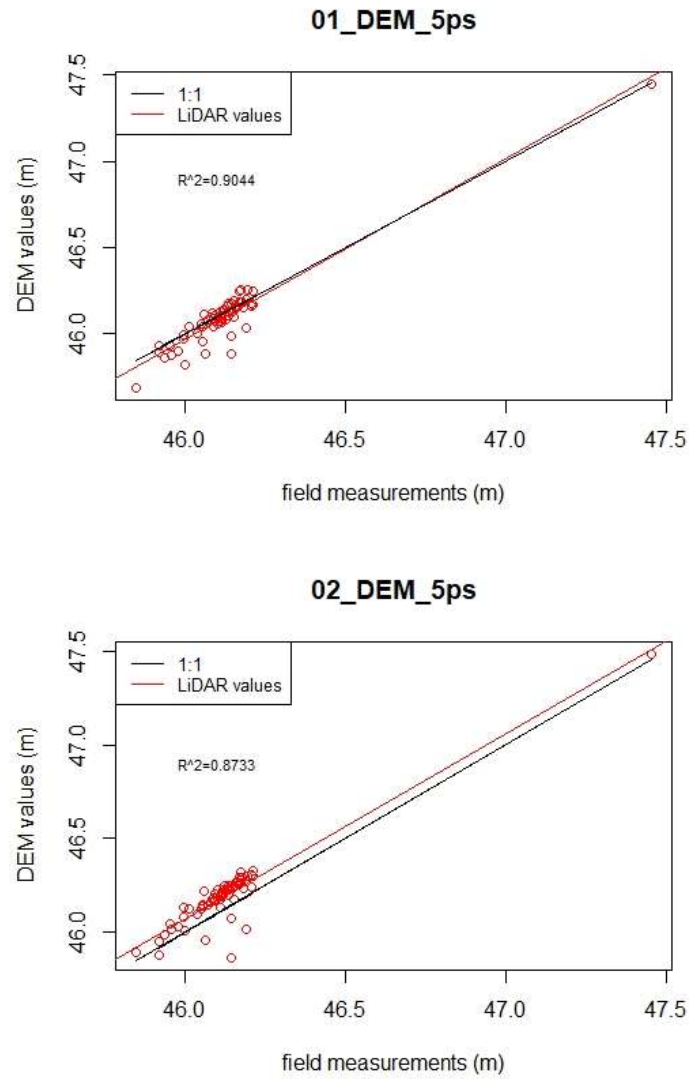 01_DEM_5ps
1:1
LiDAR values
R^2=0.9044
47.5
47.0
46.5
46.0
DEM values (m)
46.0 46.5 47.0 47.5
field measurements (m)
02_DEM_5ps
1:1
LiDAR values
R^2=0.8733
47.5
47.0
46.5
46.0
DEM values (m)
46.0 46.5 47.0 47.5
field measurements (m)